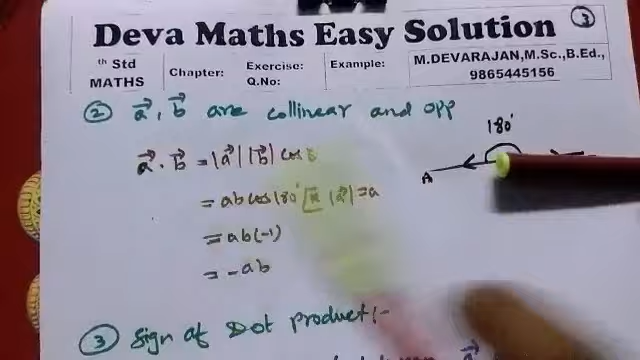 Deva Maths Easy Solution ③
th Std
MATHS
Chapter:
Exercise:
Q.No:
Example:
M.DEVARAJAN,M.Sc.,B.Ed.,
9865445156
② a⃗, b⃗ are collinear and opp
180°
a⃗ . b⃗ = |a⃗| |b⃗| cos
A
= ab cos 180° [∵ |a⃗| = a
= ab(-1)
= -ab
③ Sign of Dot product:-
a⃗